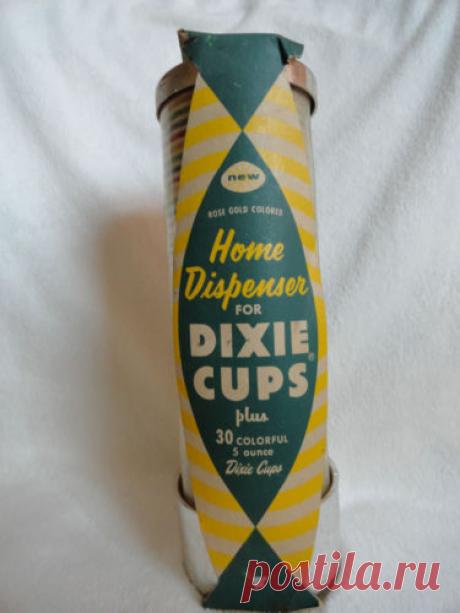 new
ROSE GOLD COLORED
Home
Dispenser
FOR
DIXIE
CUPS®
plus
30 COLORFUL
5 ounce
Dixie Cups
postila.ru